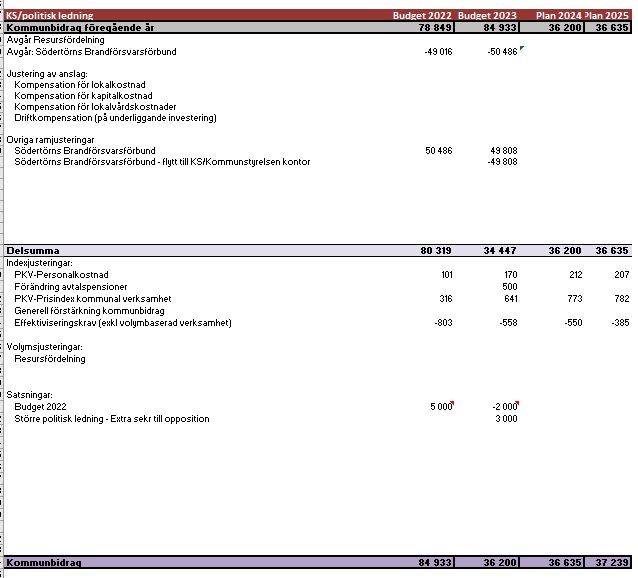 KS/politisk ledning Budget 2022 Budget 2023 Plan 2024 Plan 2025
Kommunbidrag föregående år 78 849 84 933 36 200 36 635
Avgår Resursfördelning
Avgår: Södertörns Brandförsvarsförbund -49 016 -50 486
Justering av anslag:
Kompensation för lokalkostnad
Kompensation för kapitalkostnad
Kompensation för lokalvårdskostnader
Driftkompensation (på underliggande investering)
Övriga ramjusteringar
Södertörns Brandförsvarsförbund 50 486 49 808
Södertörns Brandförsvarsförbund - flytt till KS/Kommunstyrelsen kontor -49 808
Delsumma 80 319 34 447 36 200 36 635
Indexjusteringar:
PKV-Personalkostnad 101 170 212 207
Förändring avtalspensioner 500
PKV-Prisindex kommunal verksamhet 316 641 773 782
Generell förstärkning kommunbidrag
Effektiviseringskrav (exkl volymbaserad verksamhet) -803 -558 -550 -385
Volymsjusteringar:
Resursfördelning
Satsningar:
Budget 2022 5 000 -2 000
Större politisk ledning - Extra sekr till opposition 3 000
Kommunbidrag 84 933 36 200 36 635 37 239